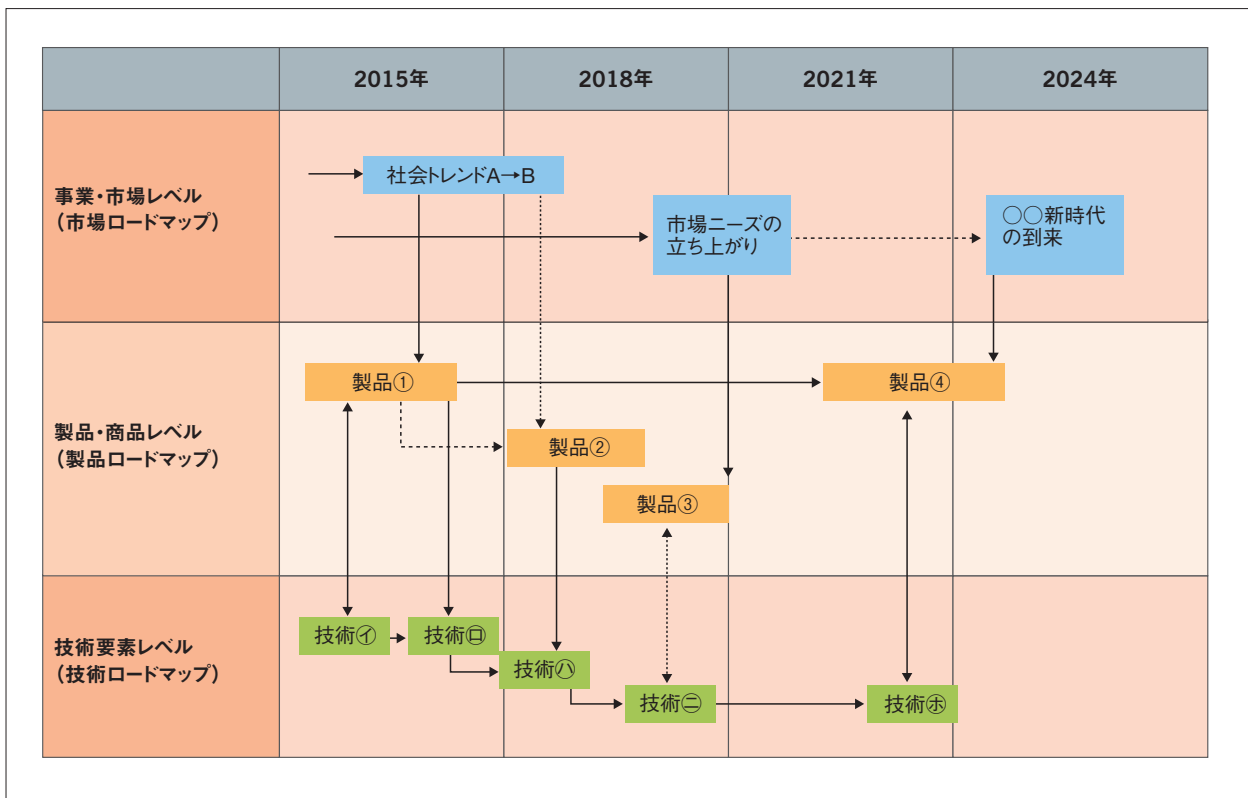 2015年
2018年
2021年
2024年
事業・市場レベル
（市場ロードマップ）
社会トレンドA→B
市場ニーズの
立ち上がり
○○新時代
の到来
製品・商品レベル
（製品ロードマップ）
製品①
製品④
製品②
製品③
技術要素レベル
（技術ロードマップ）
技術㋑
技術㋺
技術㋩
技術㋥
技術㋭